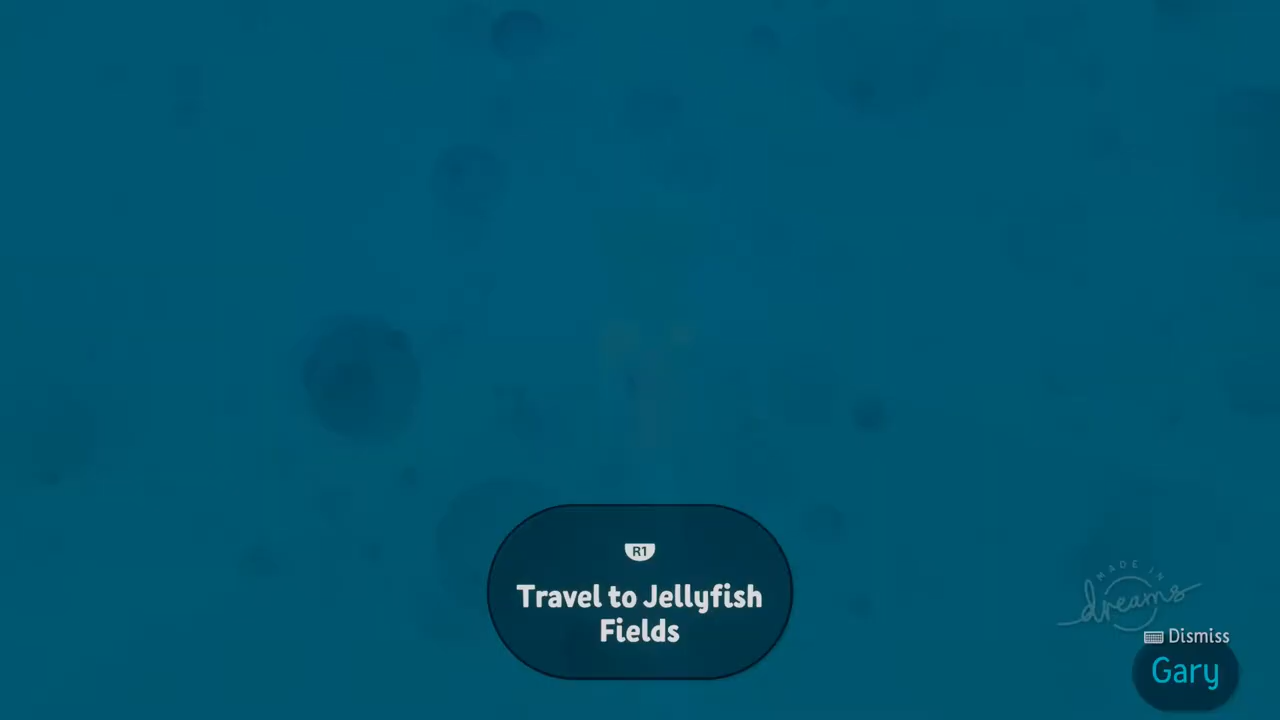 R1
Travel to Jellyfish
Fields
MADE IN
dreams
Dismiss
Gary